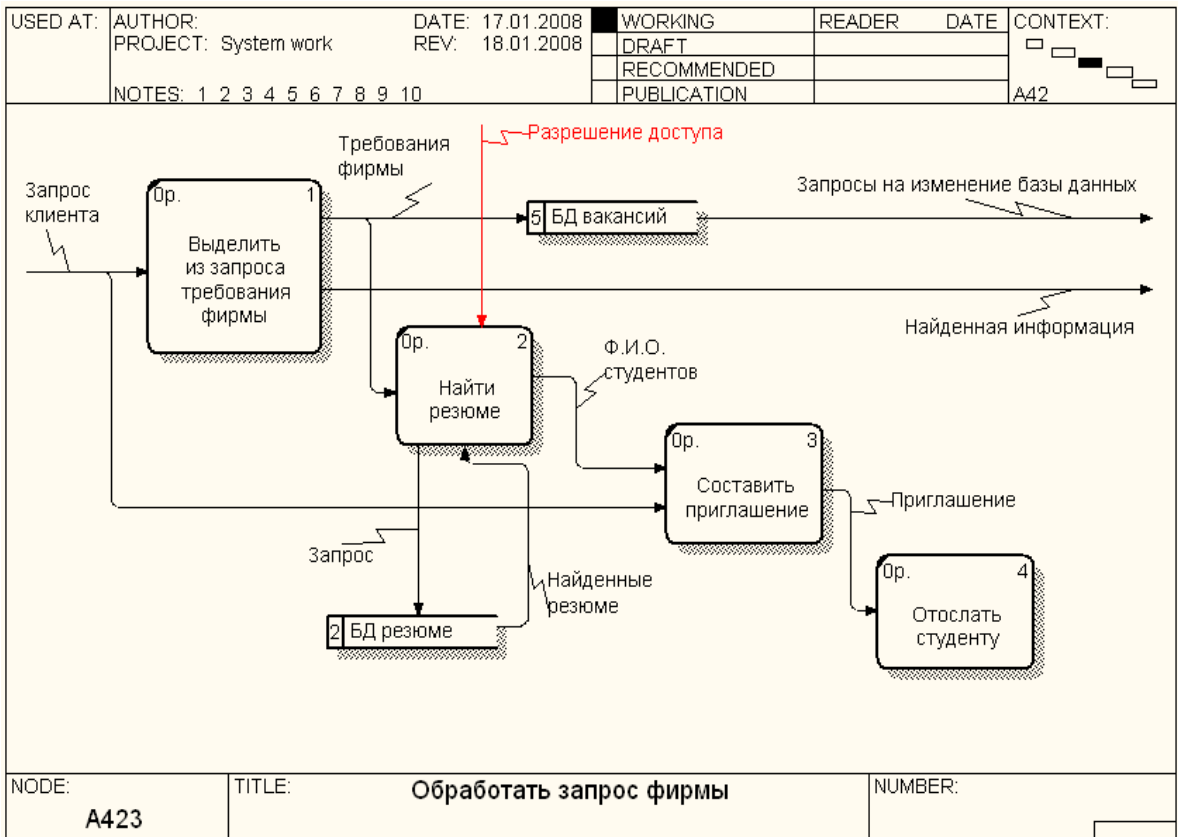 USED AT:
AUTHOR:
DATE: 17.01.2008
PROJECT: System work
REV: 18.01.2008
NOTES: 1 2 3 4 5 6 7 8 9 10
WORKING
DRAFT
RECOMMENDED
PUBLICATION
READER
DATE
CONTEXT:
A42
Разрешение доступа
Требования
фирмы
Запрос
клиента
0р.
1
Выделить
из запроса
требования
фирмы
5
БД вакансий
Запросы на изменение базы данных
Найденная информация
0р.
2
Найти
резюме
Ф.И.О.
студентов
0р.
3
Составить
приглашение
Приглашение
Запрос
Найденные
резюме
0р.
4
Отослать
студенту
2
БД резюме
NODE:
A423
TITLE:
Обработать запрос фирмы
NUMBER: